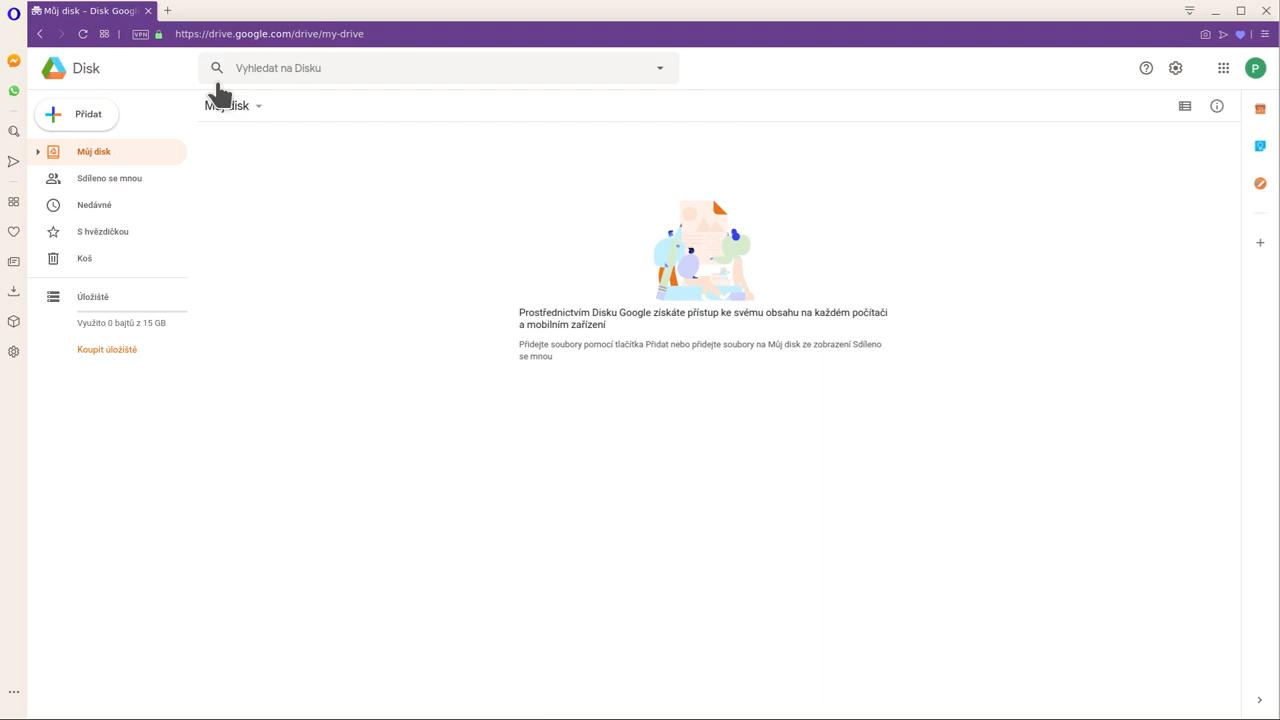 Můj disk – Disk Googl
VPN
https://drive.google.com/drive/my-drive
Disk
Vyhledat na Disku
P
Přidat
Můj disk
Můj disk
Sdíleno se mnou
Nedávné
S hvězdičkou
Koš
Úložiště
Využito 0 bajtů z 15 GB
Koupit úložiště
Prostřednictvím Disku Google získáte přístup ke svému obsahu na každém počítači
a mobilním zařízení
Přidejte soubory pomocí tlačítka Přidat nebo přidejte soubory na Můj disk ze zobrazení Sdíleno
se mnou